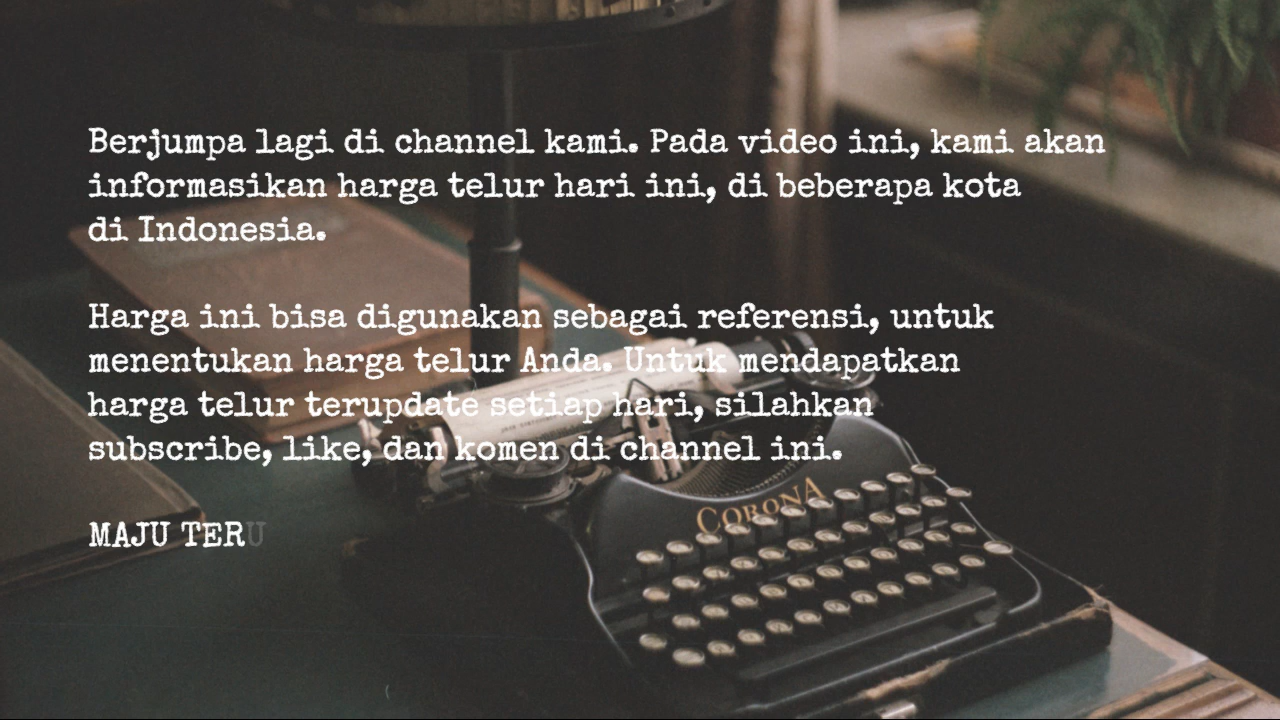 Berjumpa lagi di channel kami. Pada video ini, kami akan
informasikan harga telur hari ini, di beberapa kota
di Indonesia.
Harga ini bisa digunakan sebagai referensi, untuk
menentukan harga telur Anda. Untuk mendapatkan
harga telur terupdate setiap hari, silahkan
subscribe, like, dan komen di channel ini.
MAJU TERU
CORONA